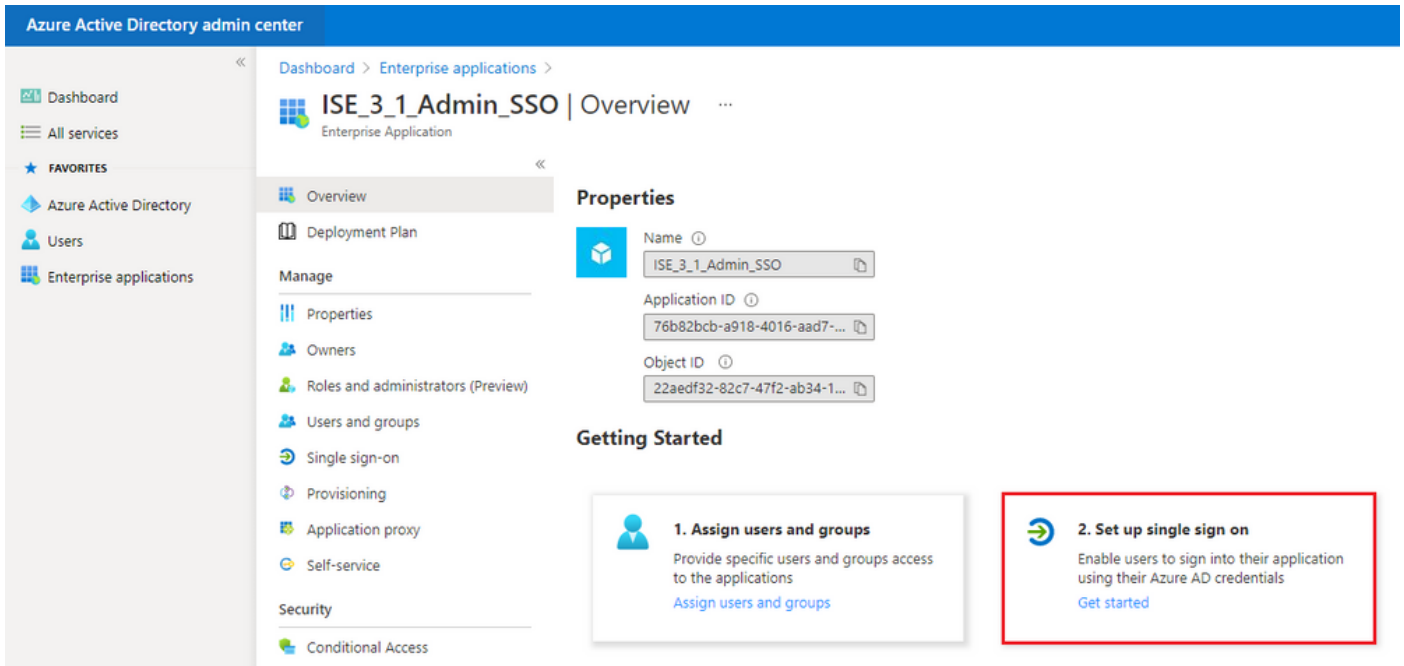 Azure Active Directory admin center
«
Dashboard
All services
FAVORITES
Azure Active Directory
Users
Enterprise applications
Dashboard > Enterprise applications >
ISE_3_1_Admin_SSO | Overview ...
Enterprise Application
«
Overview
Deployment Plan
Manage
Properties
Owners
Roles and administrators (Preview)
Users and groups
Single sign-on
Provisioning
Application proxy
Self-service
Security
Conditional Access
Properties
Name
ISE_3_1_Admin_SSO
Application ID
76b82bcb-a918-4016-aad7-...
Object ID
22aedf32-82c7-47f2-ab34-1...
Getting Started
1. Assign users and groups
Provide specific users and groups access
to the applications
Assign users and groups
2. Set up single sign on
Enable users to sign into their application
using their Azure AD credentials
Get started